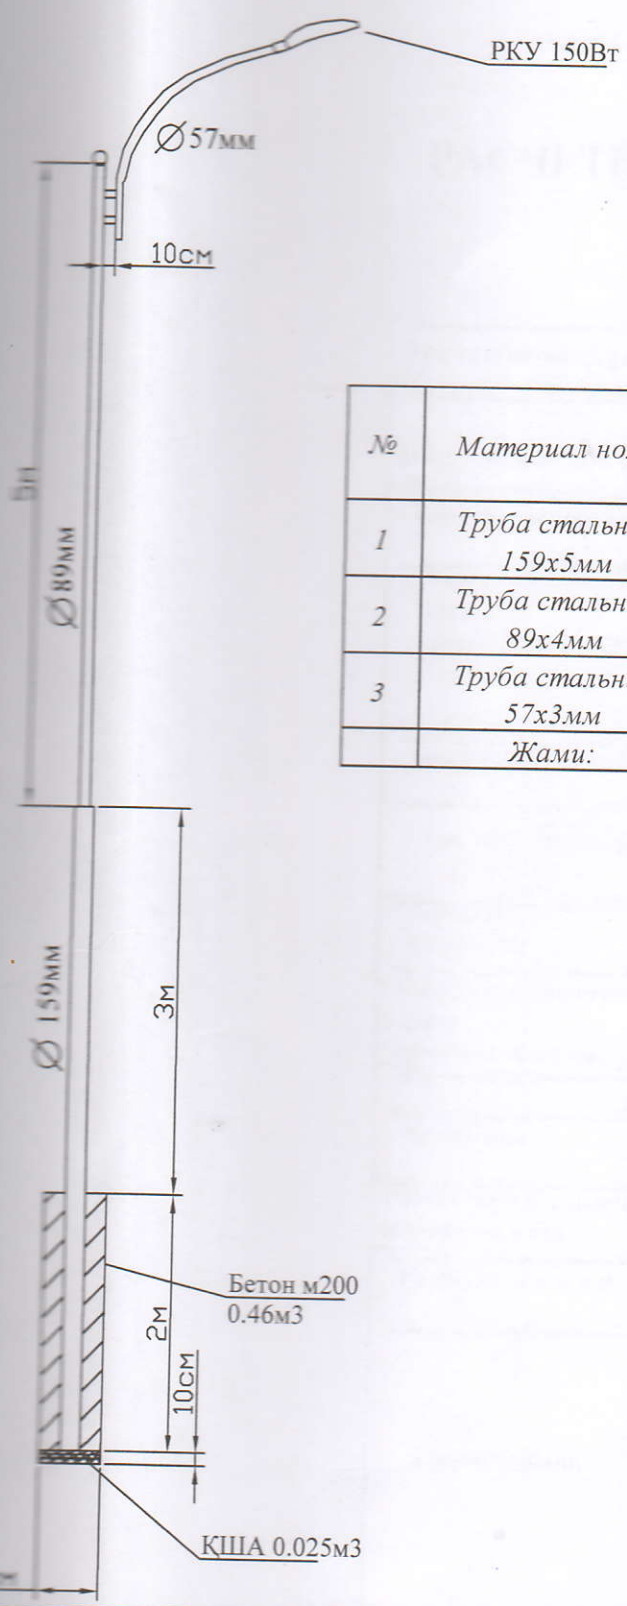 РКУ 150Вт
Ø57мм
10см
5м
Ø89мм
№
Материал но
1
Труба стальн
159х5мм
2
Труба стальн
89х4мм
3
Труба стальн
57х3мм
Жами:
Ø 159мм
3м
Бетон м200
0.46м3
2м
10см
ҚША 0.025м3
м